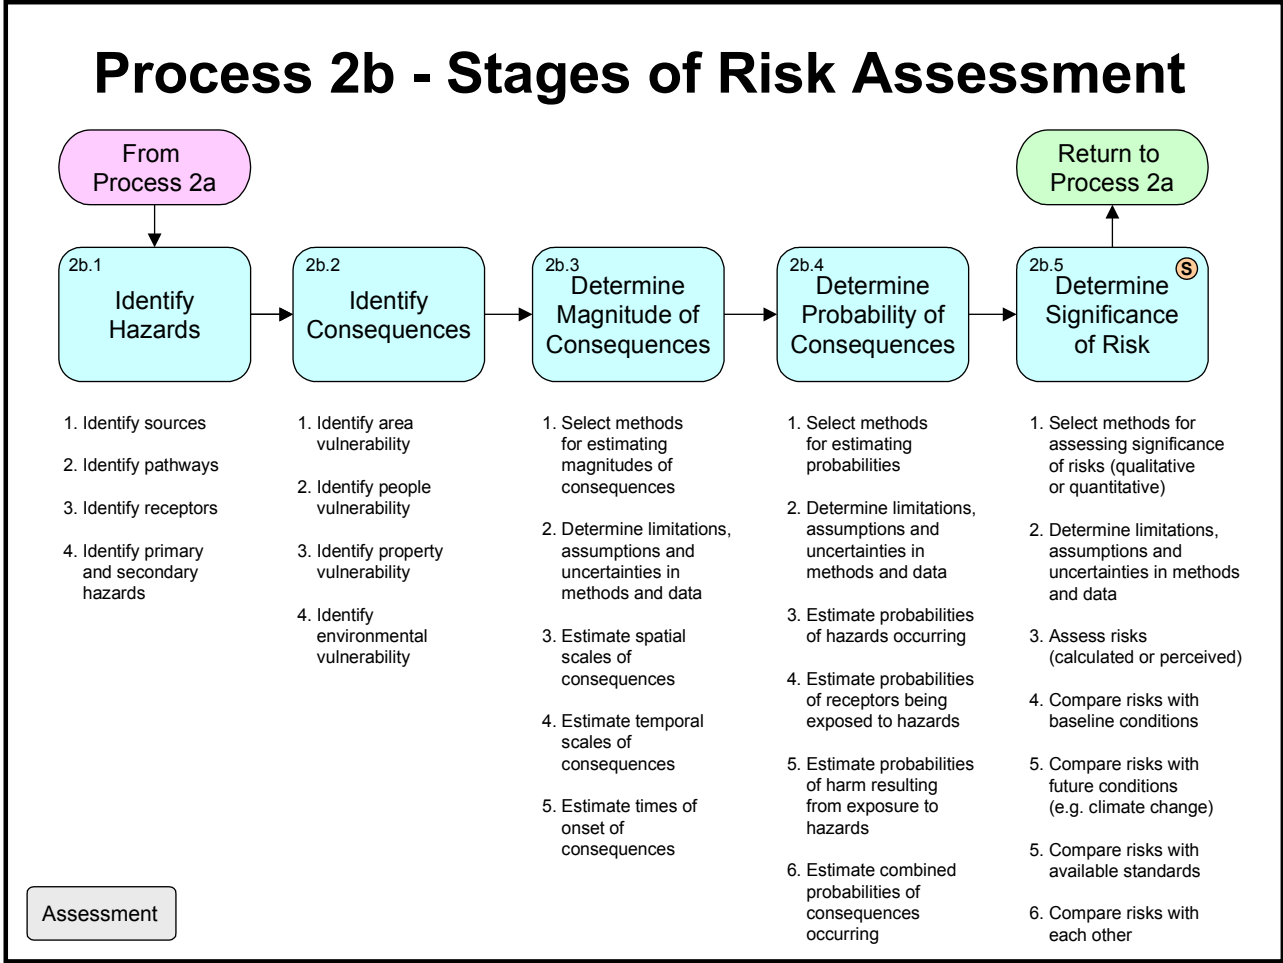 Process 2b - Stages of Risk Assessment
From
Process 2a
Return to
Process 2a
2b.1
Identify
Hazards
2b.2
Identify
Consequences
2b.3
Determine
Magnitude of
Consequences
2b.4
Determine
Probability of
Consequences
2b.5
S
Determine
Significance
of Risk
1. Identify sources
2. Identify pathways
3. Identify receptors
4. Identify primary
and secondary
hazards
1. Identify area
vulnerability
2. Identify people
vulnerability
3. Identify property
vulnerability
4. Identify
environmental
vulnerability
1. Select methods
for estimating
magnitudes of
consequences
2. Determine limitations,
assumptions and
uncertainties in
methods and data
3. Estimate spatial
scales of
consequences
4. Estimate temporal
scales of
consequences
5. Estimate times of
onset of
consequences
1. Select methods
for estimating
probabilities
2. Determine limitations,
assumptions and
uncertainties in
methods and data
3. Estimate probabilities
of hazards occurring
4. Estimate probabilities
of receptors being
exposed to hazards
5. Estimate probabilities
of harm resulting
from exposure to
hazards
6. Estimate combined
probabilities of
consequences
occurring
1. Select methods for
assessing significance
of risks (qualitative
or quantitative)
2. Determine limitations,
assumptions and
uncertainties in methods
and data
3. Assess risks
(calculated or perceived)
4. Compare risks with
baseline conditions
5. Compare risks with
future conditions
(e.g. climate change)
5. Compare risks with
available standards
6. Compare risks with
each other
Assessment